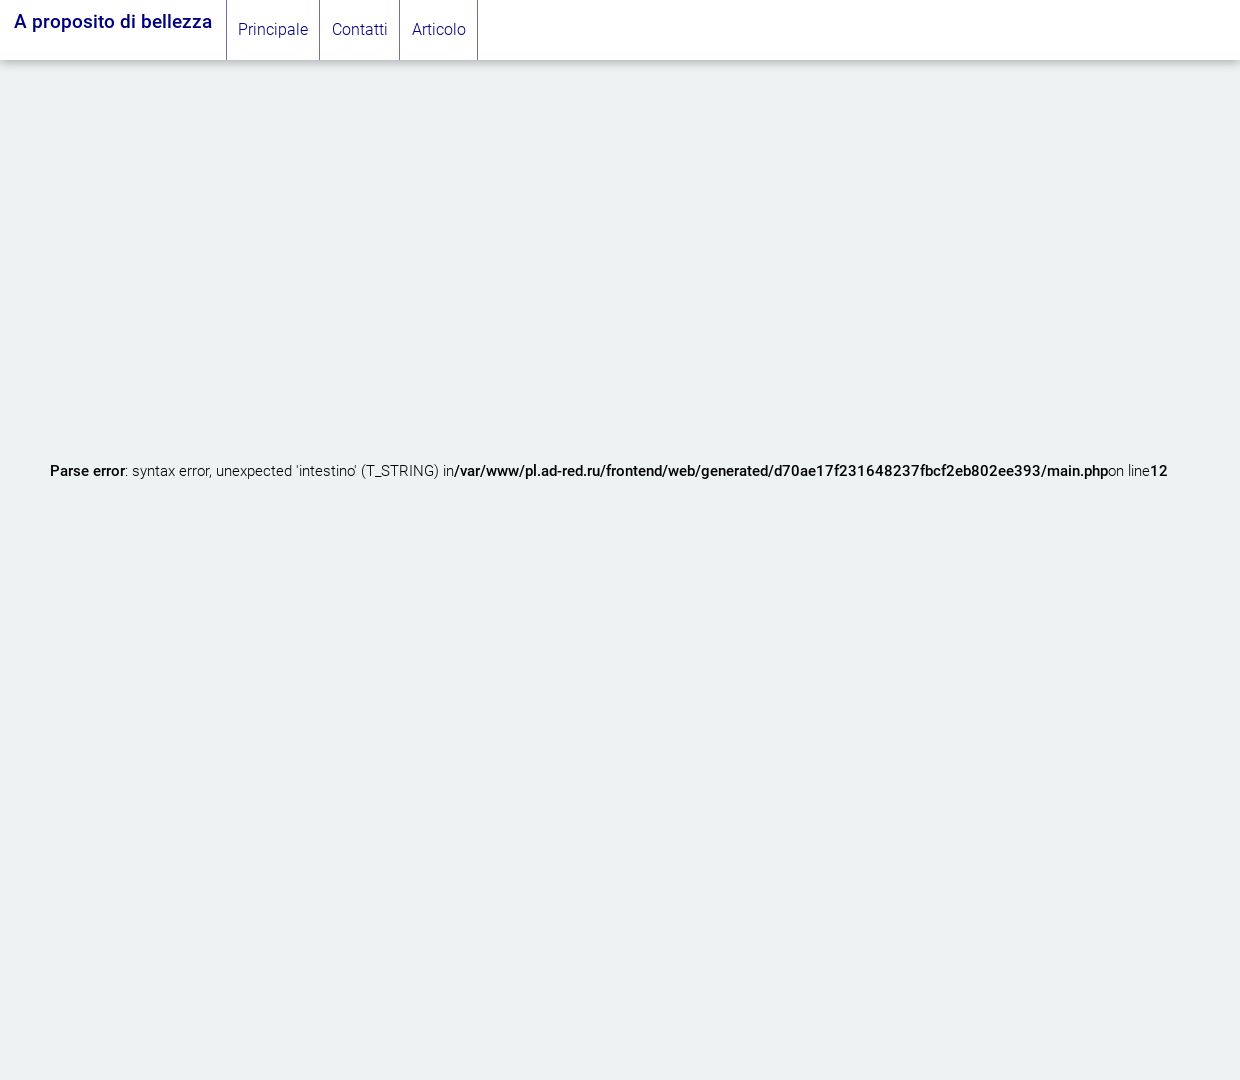 A proposito di bellezza
Principale
Contatti
Articolo
Parse error: syntax error, unexpected 'intestino' (T_STRING) in/var/www/pl.ad-red.ru/frontend/web/generated/d70ae17f231648237fbcf2eb802ee393/main.phpon line12